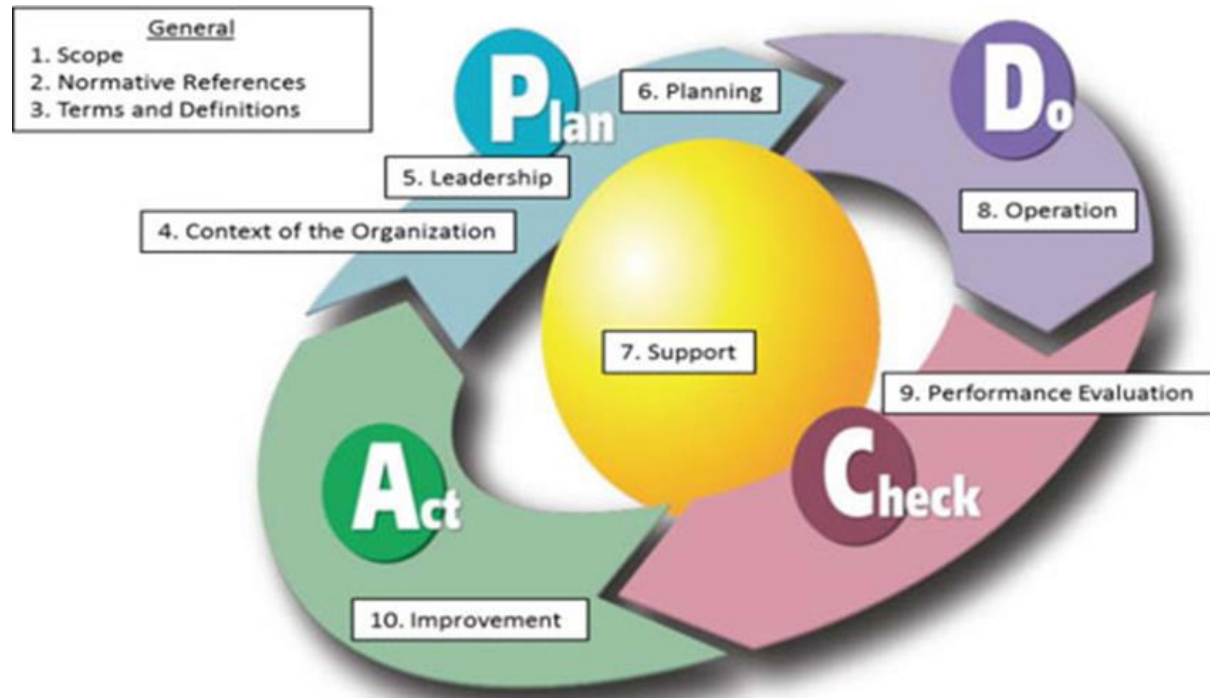 General
1. Scope
2. Normative References
3. Terms and Definitions
Plan
6. Planning
5. Leadership
4. Context of the Organization
Do
8. Operation
7. Support
9. Performance Evaluation
Check
Act
10. Improvement